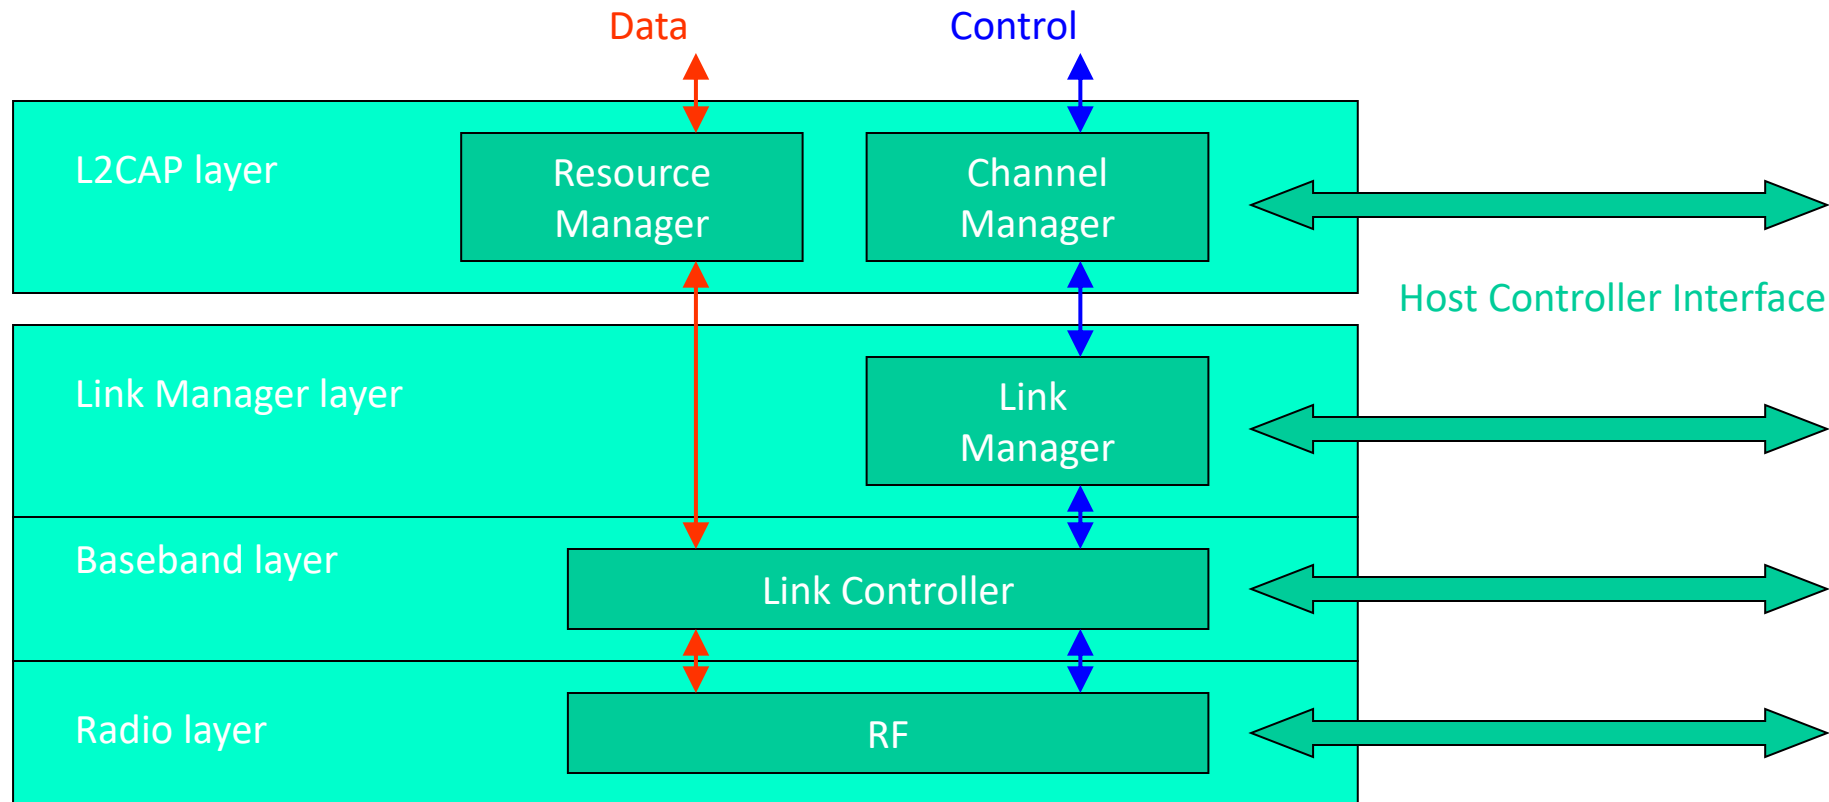 Data
Control
L2CAP layer
Resource
Manager
Channel
Manager
Host Controller Interface
Link Manager layer
Link
Manager
Baseband layer
Link Controller
Radio layer
RF